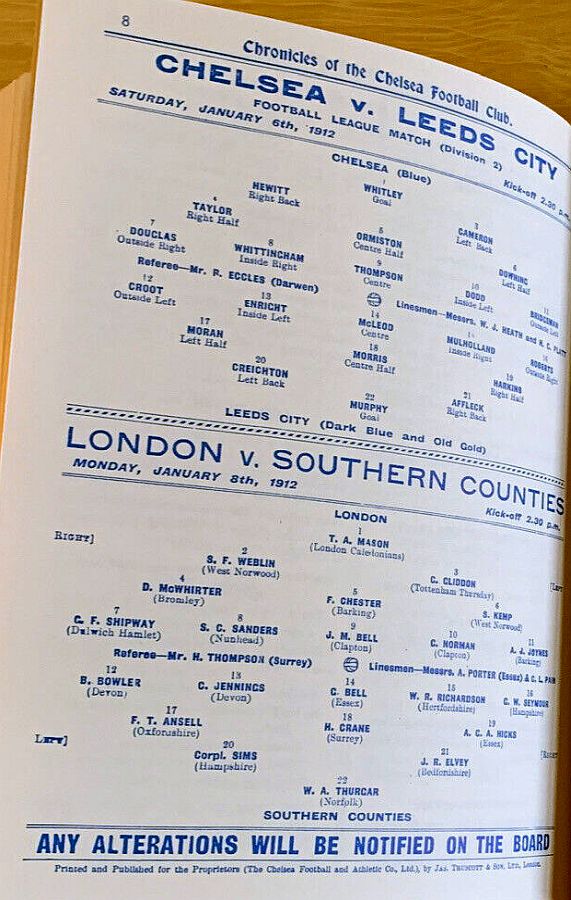 8
Chronicles of the Chelsea Football Club.
CHELSEA v. LEEDS CITY
FOOTBALL LEAGUE MATCH (Division 2)
SATURDAY, JANUARY 6th, 1912
Kick-off 2.30 p.m.
CHELSEA (Blue)
1
WHITLEY
Goal
HEWITT
Right Back
3
CAMERON
Left Back
4
TAYLOR
Right Half
5
ORMISTON
Centre Half
6
DOWNING
Left Half
7
DOUGLAS
Outside Right
8
WHITTINGHAM
Inside Right
9
THOMPSON
Centre
10
DODD
Inside Left
11
BRIDGEMAN
Outside Left
Referee—Mr. R. ECCLES (Darwen)
Linesmen—Messrs. W. J. HEATH and H. C. PLATT
12
CROOT
Outside Left
13
ENRIGHT
Inside Left
14
McLEOD
Centre
MULHOLLAND
Inside Right
16
ROBERTS
Outside Right
17
MORAN
Left Half
18
MORRIS
Centre Half
19
HARKINS
Right Half
20
CREIGHTON
Left Back
21
AFFLECK
Right Back
22
MURPHY
Goal
LEEDS CITY (Dark Blue and Old Gold)
LONDON v. SOUTHERN COUNTIES
MONDAY, JANUARY 8th, 1912
Kick-off 2.30 p.m.
LONDON
RIGHT]
1
T. A. MASON
(London Caledonians)
2
S. F. WEBLIN
(West Norwood)
3
C. CLIDDON
(Tottenham Thursday)
4
D. McWHIRTER
(Bromley)
5
F. CHESTER
(Barking)
6
S. KEMP
(West Norwood)
7
C. F. SHIPWAY
(Dulwich Hamlet)
8
S. C. SANDERS
(Nunhead)
9
J. M. BELL
(Clapton)
10
C. NORMAN
(Clapton)
11
A. J. JOYNES
(Barking)
Referee—Mr. H. THOMPSON (Surrey)
Linesmen—Messrs. A. PORTER (Essex) & C. L. PAIN
12
B. BOWLER
(Devon)
13
C. JENNINGS
(Devon)
14
C. BELL
(Essex)
15
W. R. RICHARDSON
(Hertfordshire)
16
C. W. SEYMOUR
(Hampshire)
17
F. T. ANSELL
(Oxfordshire)
18
H. CRANE
(Surrey)
19
A. C. A. HICKS
(Essex)
LEFT]
20
Corpl. SIMS
(Hampshire)
21
J. R. ELVEY
(Bedfordshire)
22
W. A. THURGAR
(Norfolk)
SOUTHERN COUNTIES
ANY ALTERATIONS WILL BE NOTIFIED ON THE BOARD
Printed and Published for the Proprietors (The Chelsea Football and Athletic Co., Ltd.), by JAS. TRUSCOTT & SON, LTD., London.